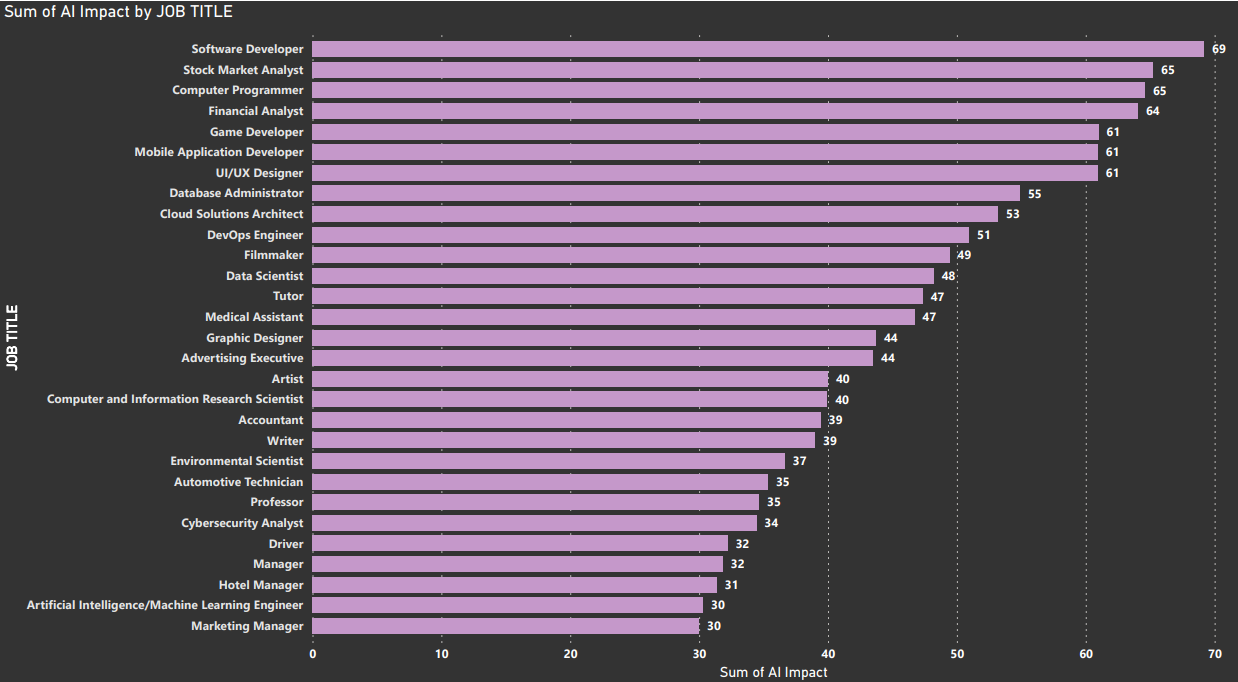 Sum of AI Impact by JOB TITLE
JOB TITLE
Software Developer 69
Stock Market Analyst 65
Computer Programmer 65
Financial Analyst 64
Game Developer 61
Mobile Application Developer 61
UI/UX Designer 61
Database Administrator 55
Cloud Solutions Architect 53
DevOps Engineer 51
Filmmaker 49
Data Scientist 48
Tutor 47
Medical Assistant 47
Graphic Designer 44
Advertising Executive 44
Artist 40
Computer and Information Research Scientist 40
Accountant 39
Writer 39
Environmental Scientist 37
Automotive Technician 35
Professor 35
Cybersecurity Analyst 34
Driver 32
Manager 32
Hotel Manager 31
Artificial Intelligence/Machine Learning Engineer 30
Marketing Manager 30
0 10 20 30 40 50 60 70
Sum of AI Impact